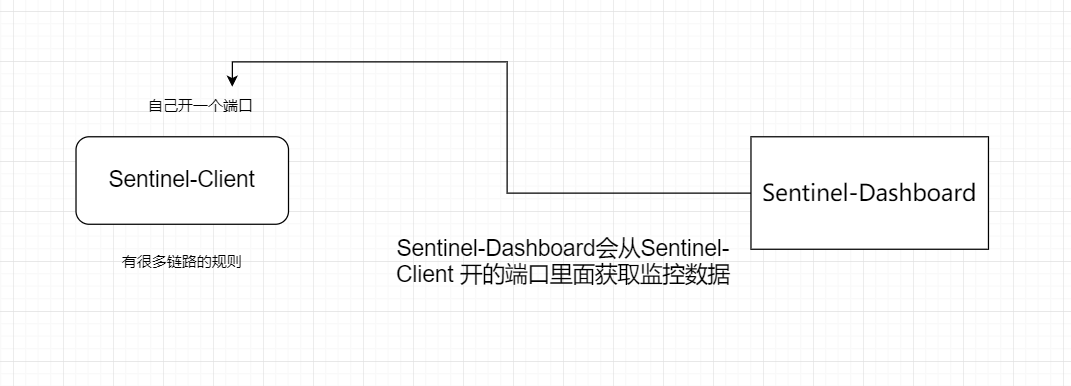 自己开一个端口
Sentinel-Client
有很多链路的规则
Sentinel-Dashboard
Sentinel-Dashboard会从Sentinel-
Client 开的端口里面获取监控数据